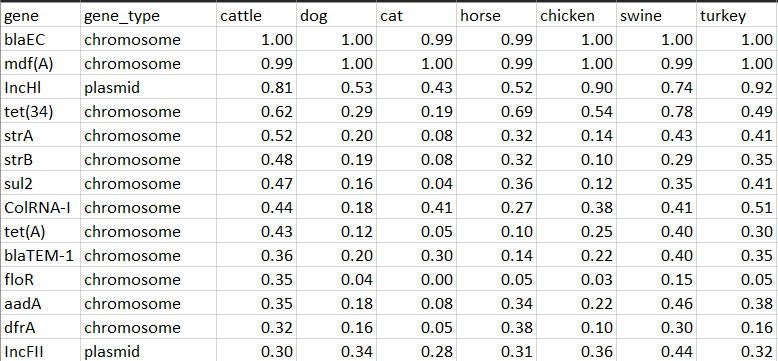 gene gene_type cattle dog cat horse chicken swine turkey
blaEC chromosome 1.00 1.00 0.99 0.99 1.00 1.00 1.00
mdf(A) chromosome 0.99 1.00 1.00 0.99 1.00 0.99 1.00
IncHl plasmid 0.81 0.53 0.43 0.52 0.90 0.74 0.92
tet(34) chromosome 0.62 0.29 0.19 0.69 0.54 0.78 0.49
strA chromosome 0.52 0.20 0.08 0.32 0.14 0.43 0.41
strB chromosome 0.48 0.19 0.08 0.32 0.10 0.29 0.35
sul2 chromosome 0.47 0.16 0.04 0.36 0.12 0.35 0.41
ColRNA-I chromosome 0.44 0.18 0.41 0.27 0.38 0.41 0.51
tet(A) chromosome 0.43 0.12 0.05 0.10 0.25 0.40 0.30
blaTEM-1 chromosome 0.36 0.20 0.30 0.14 0.22 0.40 0.35
floR chromosome 0.35 0.04 0.00 0.05 0.03 0.15 0.05
aadA chromosome 0.35 0.18 0.08 0.34 0.22 0.46 0.38
dfrA chromosome 0.32 0.16 0.05 0.38 0.10 0.30 0.16
IncFII plasmid 0.30 0.34 0.28 0.31 0.36 0.44 0.32